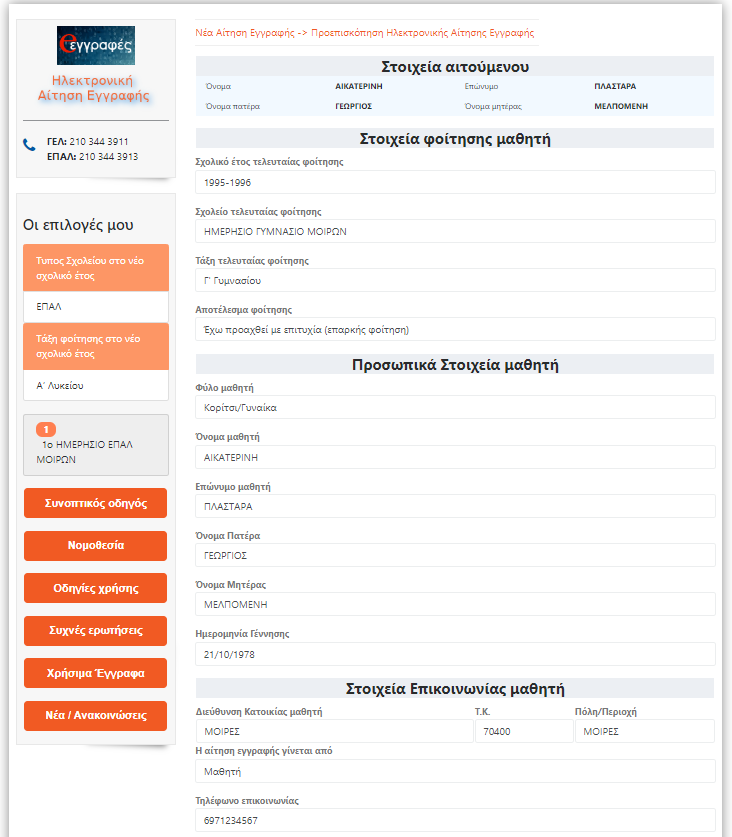 eεγγραφές
Ηλεκτρονική
Αίτηση Εγγραφής
ΓΕΛ: 210 344 3911
ΕΠΑΛ: 210 344 3913
Οι επιλογές μου
Τυπος Σχολείου στο νέο
σχολικό έτος
ΕΠΑΛ
Τάξη φοίτησης στο νέο
σχολικό έτος
Α' Λυκείου
1
1ο ΗΜΕΡΗΣΙΟ ΕΠΑΛ
ΜΟΙΡΩΝ
Συνοπτικός οδηγός
Νομοθεσία
Οδηγίες χρήσης
Συχνές ερωτήσεις
Χρήσιμα Έγγραφα
Νέα / Ανακοινώσεις
Νέα Αίτηση Εγγραφής -> Προεπισκόπηση Ηλεκτρονικής Αίτησης Εγγραφής
Στοιχεία αιτούμενου
Όνομα ΑΙΚΑΤΕΡΙΝΗ Επώνυμο ΠΛΑΣΤΑΡΑ
Όνομα πατέρα ΓΕΩΡΓΙΟΣ Όνομα μητέρας ΜΕΛΠΟΜΕΝΗ
Στοιχεία φοίτησης μαθητή
Σχολικό έτος τελευταίας φοίτησης
1995-1996
Σχολείο τελευταίας φοίτησης
ΗΜΕΡΗΣΙΟ ΓΥΜΝΑΣΙΟ ΜΟΙΡΩΝ
Τάξη τελευταίας φοίτησης
Γ' Γυμνασίου
Αποτέλεσμα φοίτησης
Έχω προαχθεί με επιτυχία (επαρκής φοίτηση)
Προσωπικά Στοιχεία μαθητή
Φύλο μαθητή
Κορίτσι/Γυναίκα
Όνομα μαθητή
ΑΙΚΑΤΕΡΙΝΗ
Επώνυμο μαθητή
ΠΛΑΣΤΑΡΑ
Όνομα Πατέρα
ΓΕΩΡΓΙΟΣ
Όνομα Μητέρας
ΜΕΛΠΟΜΕΝΗ
Ημερομηνία Γέννησης
21/10/1978
Στοιχεία Επικοινωνίας μαθητή
Διεύθυνση Κατοικίας μαθητή Τ.Κ. Πόλη/Περιοχή
ΜΟΙΡΕΣ 70400 ΜΟΙΡΕΣ
Η αίτηση εγγραφής γίνεται από
Μαθητή
Τηλέφωνο επικοινωνίας
6971234567